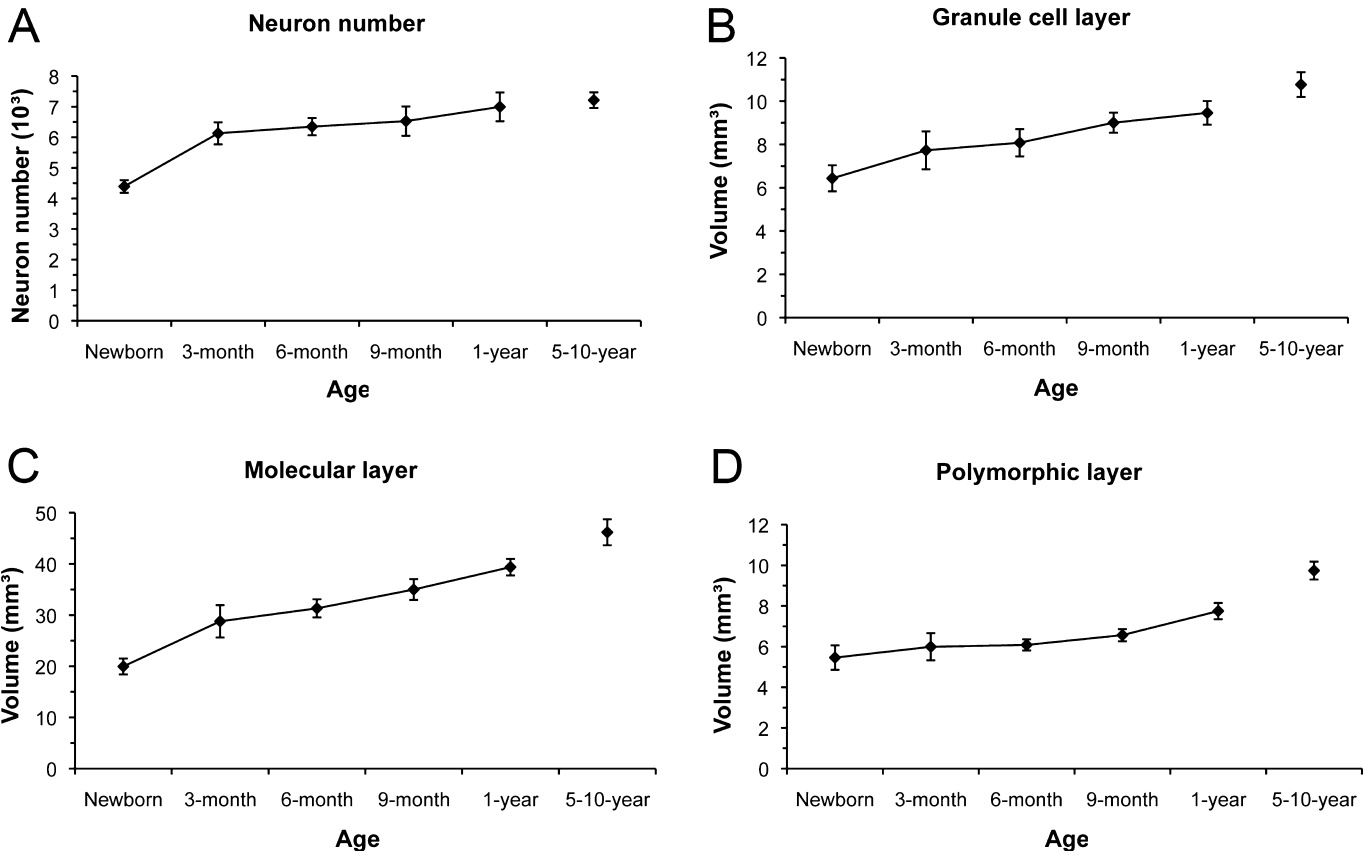 A
Neuron number
Neuron number (10³)
8
7
6
5
4
3
2
1
0
Newborn 3-month 6-month 9-month 1-year 5-10-year
Age
B
Granule cell layer
Volume (mm³)
12
10
8
6
4
2
0
Newborn 3-month 6-month 9-month 1-year 5-10-year
Age
C
Molecular layer
Volume (mm³)
50
40
30
20
10
0
Newborn 3-month 6-month 9-month 1-year 5-10-year
Age
D
Polymorphic layer
Volume (mm³)
12
10
8
6
4
2
0
Newborn 3-month 6-month 9-month 1-year 5-10-year
Age